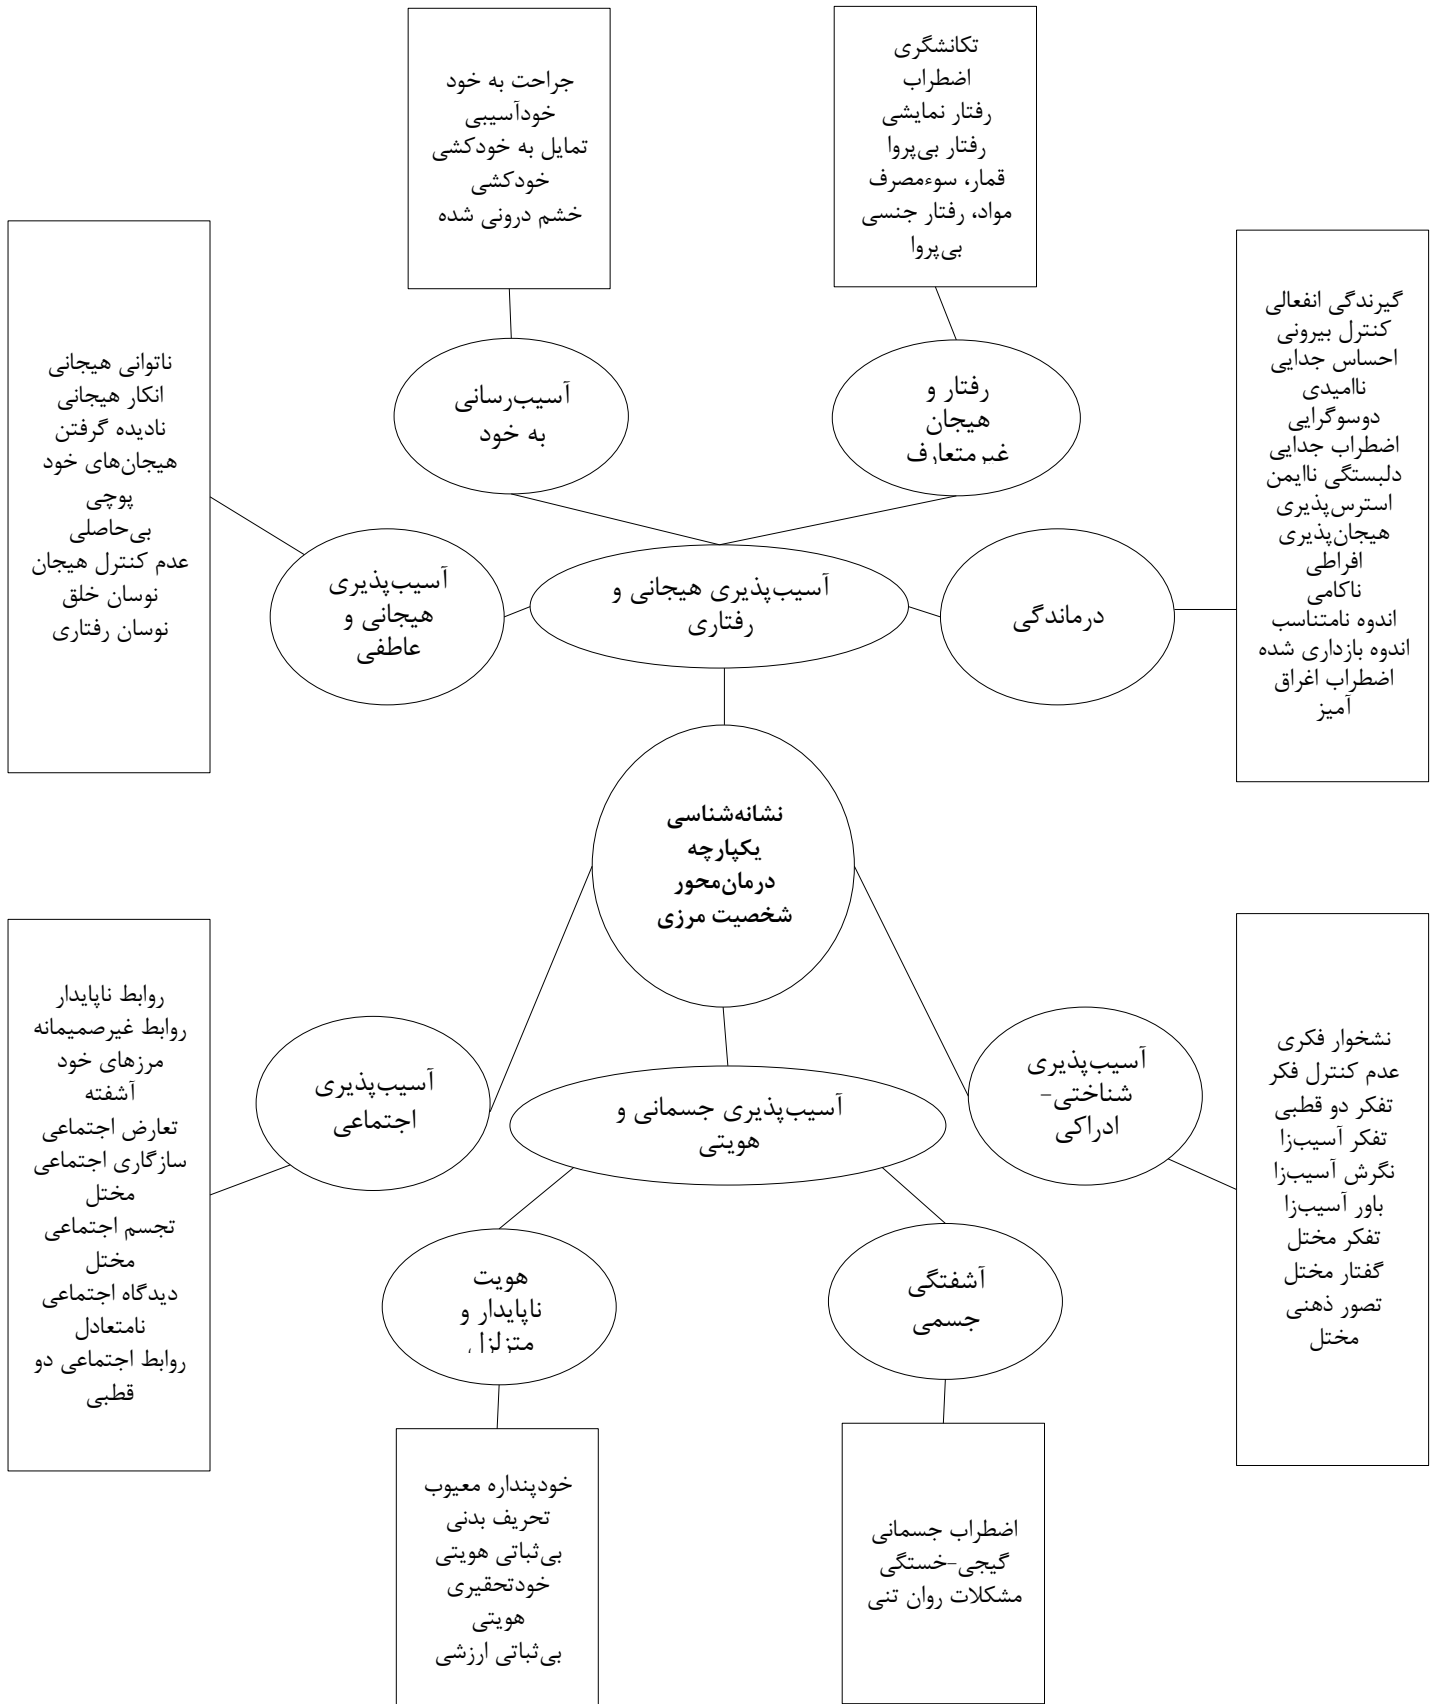 تکانشگری
اضطراب
رفتار نمایشی
رفتار بی‌پروا
قمار، سوءمصرف
مواد، رفتار جنسی
بی‌پروا
جراحت به خود
خودآسیبی
تمایل به خودکشی
خودکشی
خشم درونی شده
گیرندگی انفعالی
کنترل بیرونی
احساس جدایی
ناامیدی
دوسوگرایی
اضطراب جدایی
دلبستگی ناایمن
استرس‌پذیری
هیجان‌پذیری
افراطی
ناکامی
اندوه نامتناسب
اندوه بازداری شده
اضطراب اغراق
آمیز
رفتار و
هیجان
غیرمتعارف
آسیب‌رسانی
به خود
ناتوانی هیجانی
انکار هیجانی
نادیده گرفتن
هیجان‌های خود
پوچی
بی‌حاصلی
عدم کنترل هیجان
نوسان خلق
نوسان رفتاری
درماندگی
آسیب‌پذیری هیجانی و
رفتاری
آسیب‌پذیری
هیجانی و
عاطفی
نشانه‌شناسی
یکپارچه
درمان‌محور
شخصیت مرزی
نشخوار فکری
عدم کنترل فکر
تفکر دو قطبی
تفکر آسیب‌زا
نگرش آسیب‌زا
باور آسیب‌زا
تفکر مختل
گفتار مختل
تصور ذهنی
مختل
آسیب‌پذیری
شناختی-
ادراکی
آسیب‌پذیری جسمانی و
هویتی
آسیب‌پذیری
اجتماعی
روابط ناپایدار
روابط غیرصمیمانه
مرزهای خود
آشفته
تعارض اجتماعی
سازگاری اجتماعی
مختل
تجسم اجتماعی
مختل
دیدگاه اجتماعی
نامتعادل
روابط اجتماعی دو
قطبی
آشفتگی
جسمی
هویت
ناپایدار و
متزلزل
اضطراب جسمانی
گیجی-خستگی
مشکلات روان تنی
خودپنداره معیوب
تحریف بدنی
بی‌ثباتی هویتی
خودتحقیری
هویتی
بی‌ثباتی ارزشی